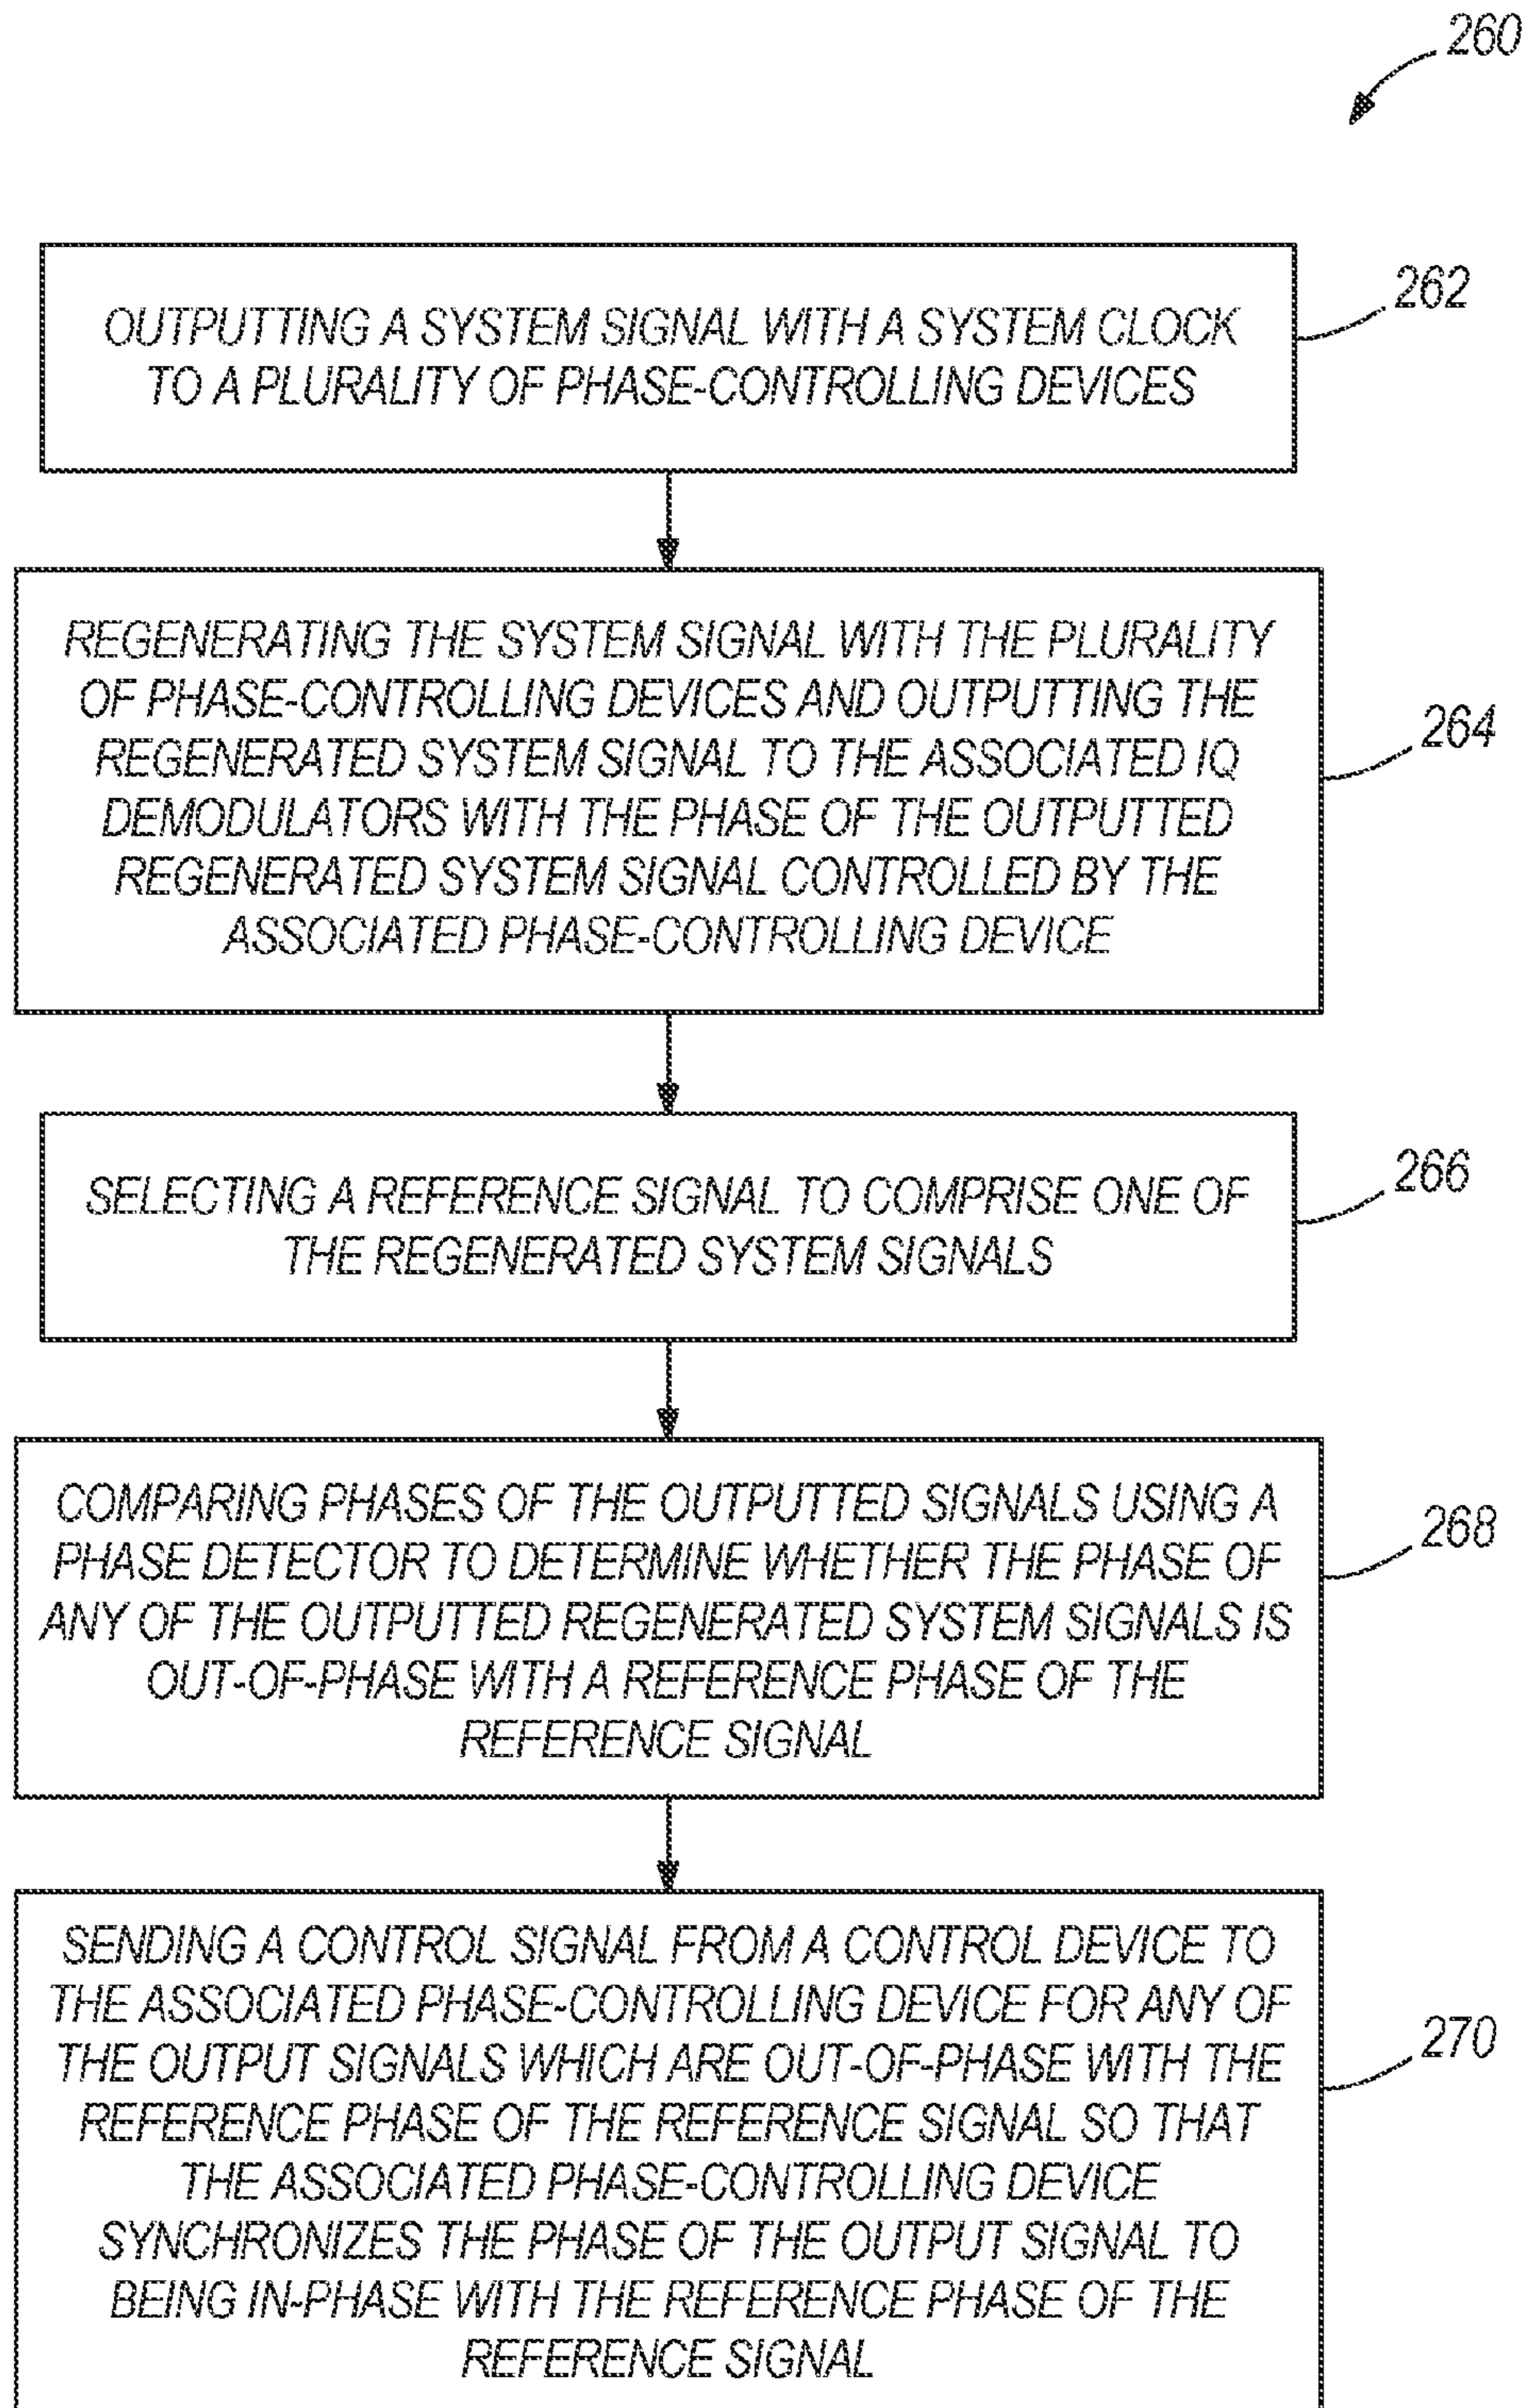 260
OUTPUTTING A SYSTEM SIGNAL WITH A SYSTEM CLOCK
TO A PLURALITY OF PHASE-CONTROLLING DEVICES
262
REGENERATING THE SYSTEM SIGNAL WITH THE PLURALITY
OF PHASE-CONTROLLING DEVICES AND OUTPUTTING THE
REGENERATED SYSTEM SIGNAL TO THE ASSOCIATED IQ
DEMODULATORS WITH THE PHASE OF THE OUTPUTTED
REGENERATED SYSTEM SIGNAL CONTROLLED BY THE
ASSOCIATED PHASE-CONTROLLING DEVICE
264
SELECTING A REFERENCE SIGNAL TO COMPRISE ONE OF
THE REGENERATED SYSTEM SIGNALS
266
COMPARING PHASES OF THE OUTPUTTED SIGNALS USING A
PHASE DETECTOR TO DETERMINE WHETHER THE PHASE OF
ANY OF THE OUTPUTTED REGENERATED SYSTEM SIGNALS IS
OUT-OF-PHASE WITH A REFERENCE PHASE OF THE
REFERENCE SIGNAL
268
SENDING A CONTROL SIGNAL FROM A CONTROL DEVICE TO
THE ASSOCIATED PHASE-CONTROLLING DEVICE FOR ANY OF
THE OUTPUT SIGNALS WHICH ARE OUT-OF-PHASE WITH THE
REFERENCE PHASE OF THE REFERENCE SIGNAL SO THAT
THE ASSOCIATED PHASE-CONTROLLING DEVICE
SYNCHRONIZES THE PHASE OF THE OUTPUT SIGNAL TO
BEING IN-PHASE WITH THE REFERENCE PHASE OF THE
REFERENCE SIGNAL
270